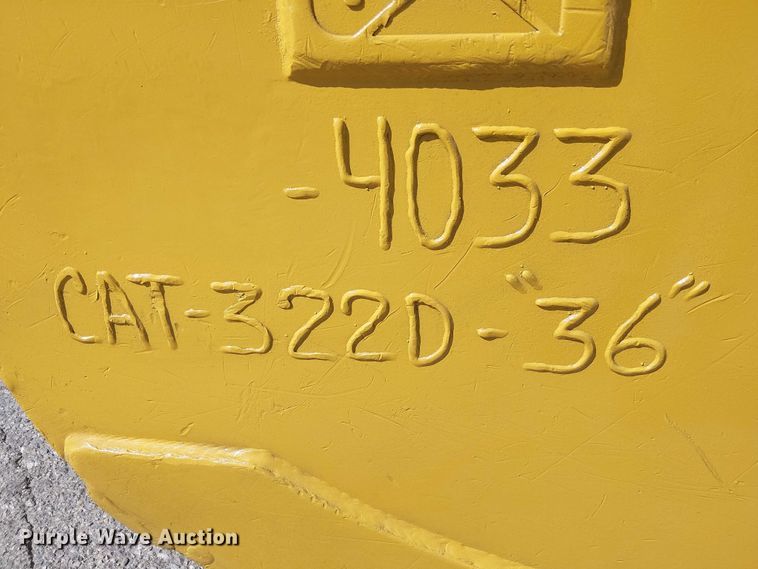 -4033
CAT-322D-"36"
Purple Wave Auction